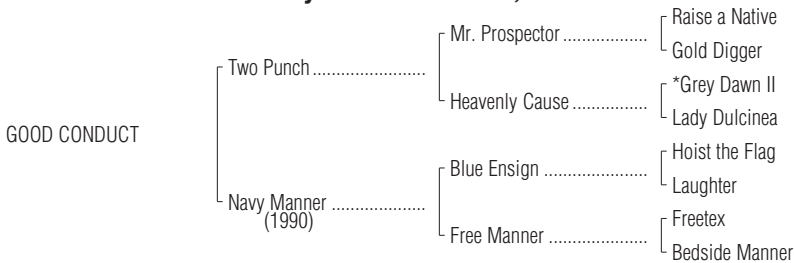 Raise a Native
Mr. Prospector ....................
Gold Digger
Two Punch .......................
*Grey Dawn II
Heavenly Cause ................
Lady Dulcinea
GOOD CONDUCT
Hoist the Flag
Blue Ensign ......................
Laughter
Navy Manner ...................
(1990)
Freetex
Free Manner .....................
Bedside Manner